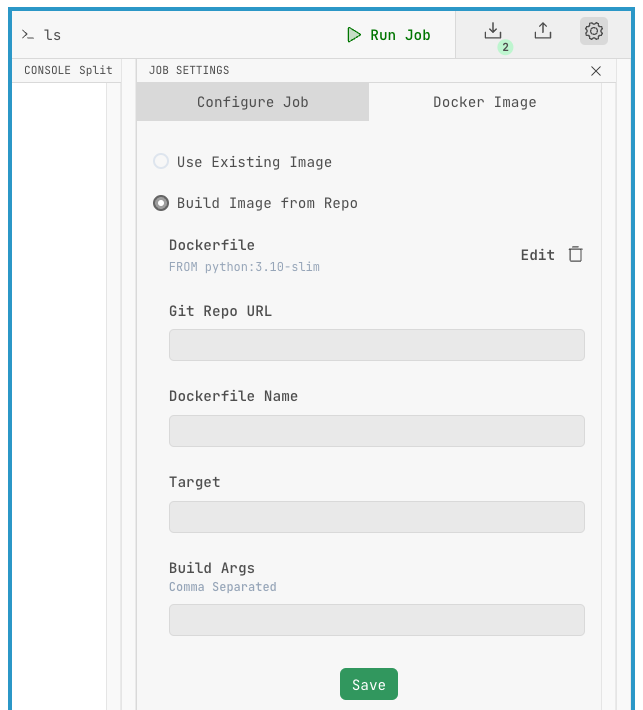 >_ ls
Run Job
2
CONSOLE Split
JOB SETTINGS
Configure Job
Docker Image
Use Existing Image
Build Image from Repo
Dockerfile
FROM python:3.10-slim
Edit
Git Repo URL
Dockerfile Name
Target
Build Args
Comma Separated
Save